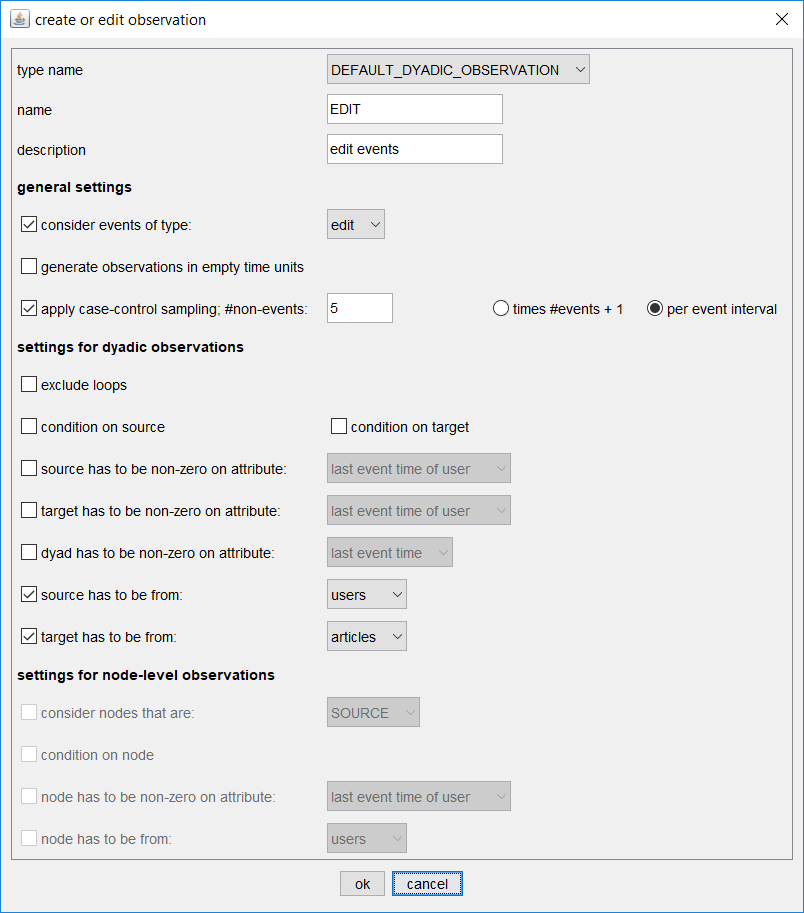 create or edit observation
type name DEFAULT_DYADIC_OBSERVATION
name EDIT
description edit events
general settings
consider events of type: edit
generate observations in empty time units
apply case-control sampling; #non-events: 5 times #events + 1 per event interval
settings for dyadic observations
exclude loops
condition on source condition on target
source has to be non-zero on attribute: last event time of user
target has to be non-zero on attribute: last event time of user
dyad has to be non-zero on attribute: last event time
source has to be from: users
target has to be from: articles
settings for node-level observations
consider nodes that are: SOURCE
condition on node
node has to be non-zero on attribute: last event time of user
node has to be from: users
ok cancel